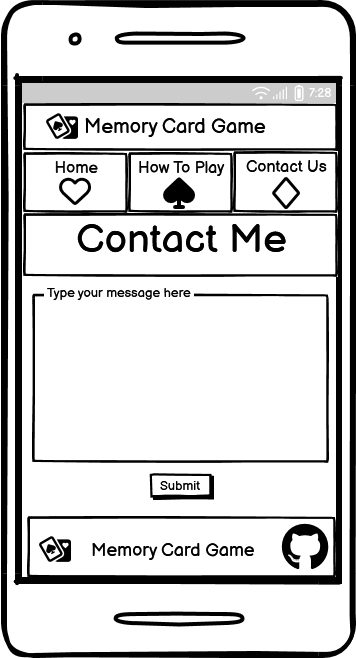 7:28
Memory Card Game
Home How To Play Contact Us
Contact Me
Type your message here
Submit
Memory Card Game